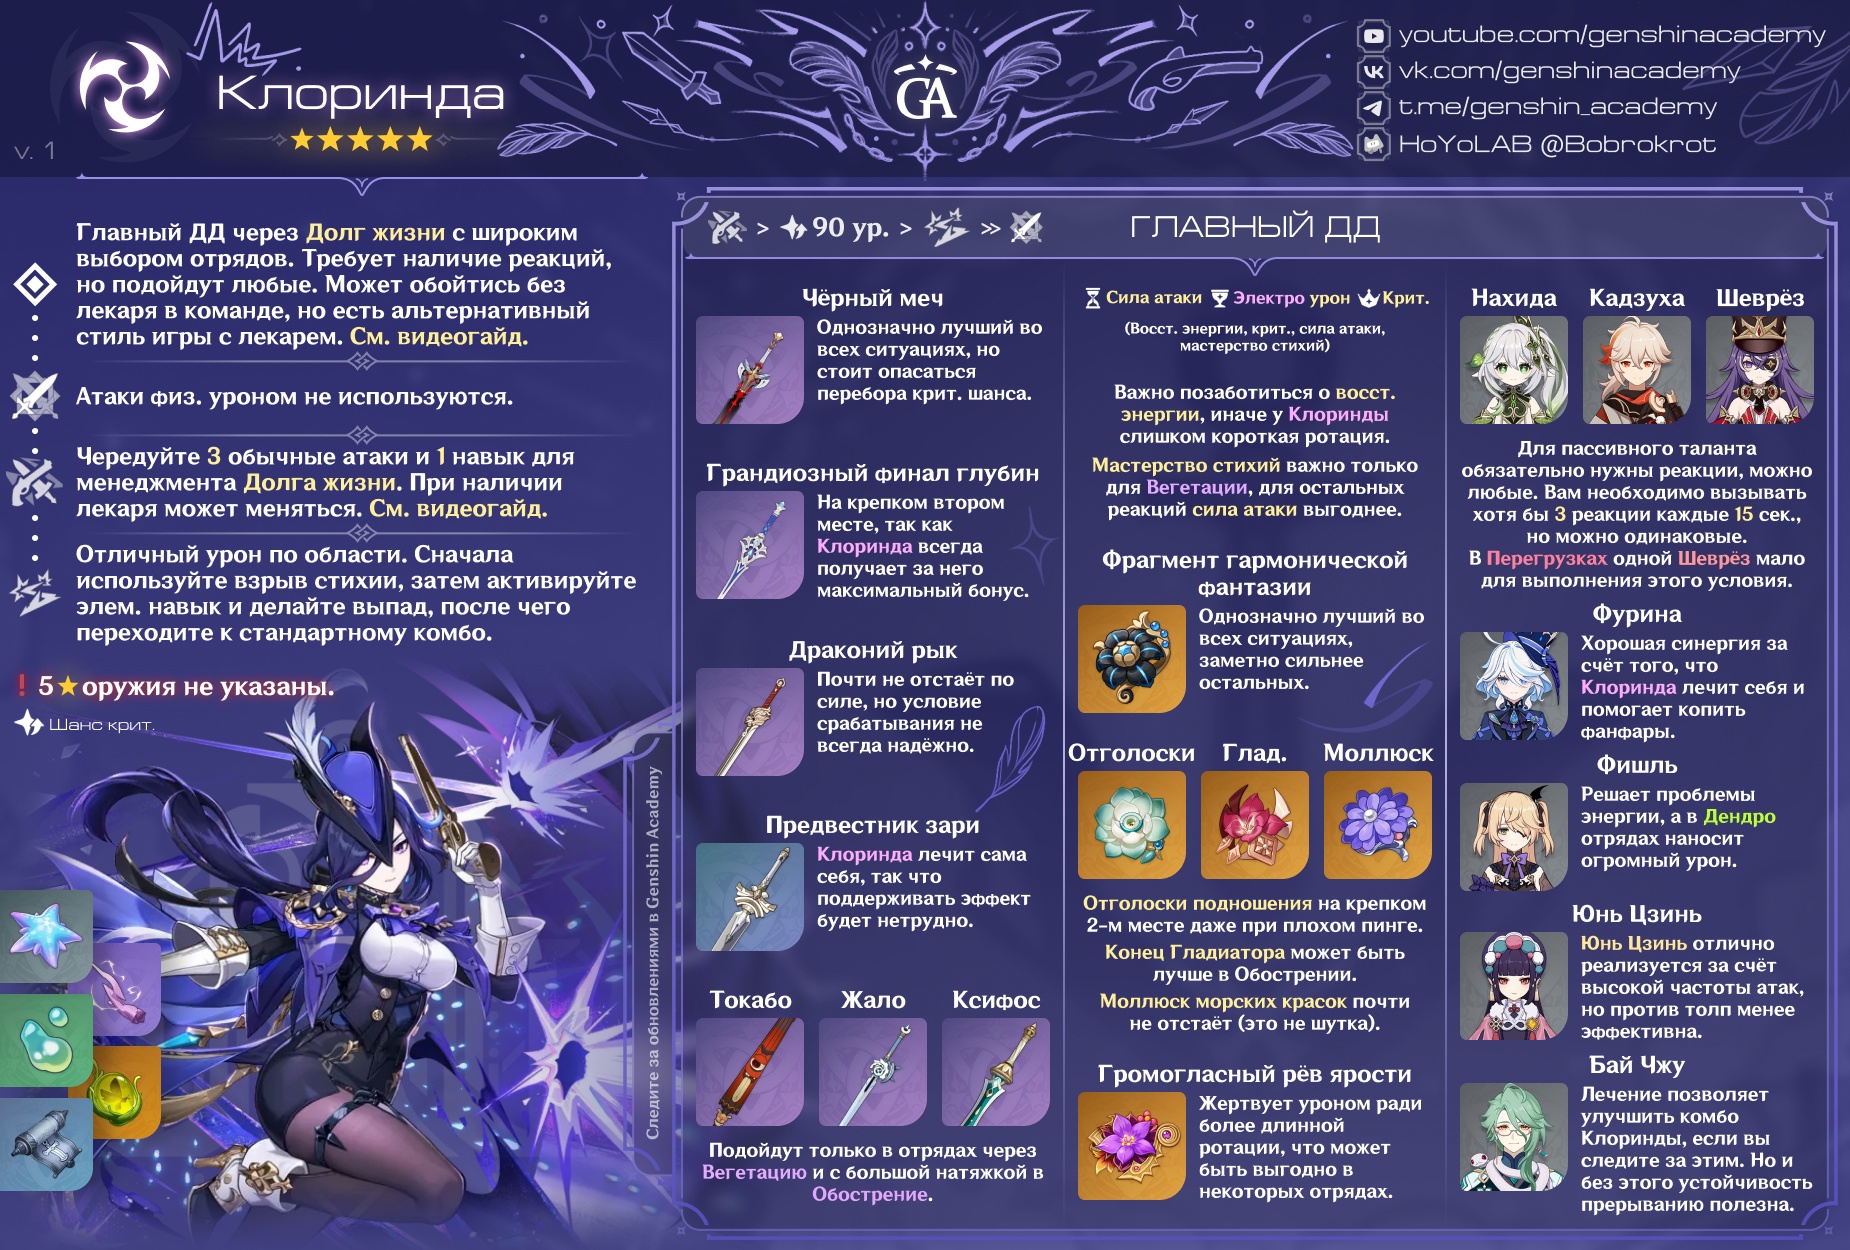 Клоринда
v. 1
GA
youtube.com/genshinacademy
vk.com/genshinacademy
t.me/genshin_academy
HoYoLAB @Bobrokrot
Главный ДД через Долг жизни с широким
выбором отрядов. Требует наличие реакций,
но подойдут любые. Может обойтись без
лекаря в команде, но есть альтернативный
стиль игры с лекарем. См. видеогайд.
Атаки физ. уроном не используются.
Чередуйте 3 обычные атаки и 1 навык для
менеджмента Долга жизни. При наличии
лекаря может меняться. См. видеогайд.
Отличный урон по области. Сначала
используйте взрыв стихии, затем активируйте
элем. навык и делайте выпад, после чего
переходите к стандартному комбо.
! 5 оружия не указаны.
Шанс крит.
Следите за обновлениями в Genshin Academy
> 90 ур. > >>
ГЛАВНЫЙ ДД
Чёрный меч
Однозначно лучший во
всех ситуациях, но
стоит опасаться
перебора крит. шанса.
Грандиозный финал глубин
На крепком втором
месте, так как
Клоринда всегда
получает за него
максимальный бонус.
Драконий рык
Почти не отстаёт по
силе, но условие
срабатывания не
всегда надёжно.
Предвестник зари
Клоринда лечит сама
себя, так что
поддерживать эффект
будет нетрудно.
Токабо Жало Ксифос
Подойдут только в отрядах через
Вегетацию и с большой натяжкой в
Обострение.
Сила атаки Электро урон Крит.
(Восст. энергии, крит., сила атаки,
мастерство стихий)
Важно позаботиться о восст.
энергии, иначе у Клоринды
слишком короткая ротация.
Мастерство стихий важно только
для Вегетации, для остальных
реакций сила атаки выгоднее.
Фрагмент гармонической
фантазии
Однозначно лучший во
всех ситуациях,
заметно сильнее
остальных.
Отголоски Глад. Моллюск
Отголоски подношения на крепком
2-м месте даже при плохом пинге.
Конец Гладиатора может быть
лучше в Обострении.
Моллюск морских красок почти
не отстаёт (это не шутка).
Громогласный рёв ярости
Жертвует уроном ради
более длинной
ротации, что может
быть выгодно в
некоторых отрядах.
Нахида Кадзуха Шеврёз
Для пассивного таланта
обязательно нужны реакции, можно
любые. Вам необходимо вызывать
хотя бы 3 реакции каждые 15 сек.,
но можно одинаковые.
В Перегрузках одной Шеврёз мало
для выполнения этого условия.
Фурина
Хорошая синергия за
счёт того, что
Клоринда лечит себя и
помогает копить
фанфары.
Фишль
Решает проблемы
энергии, а в Дендро
отрядах наносит
огромный урон.
Юнь Цзинь
Юнь Цзинь отлично
реализуется за счёт
высокой частоты атак,
но против толп менее
эффективна.
Бай Чжу
Лечение позволяет
улучшить комбо
Клоринды, если вы
следите за этим. Но и
без этого устойчивость
прерыванию полезна.